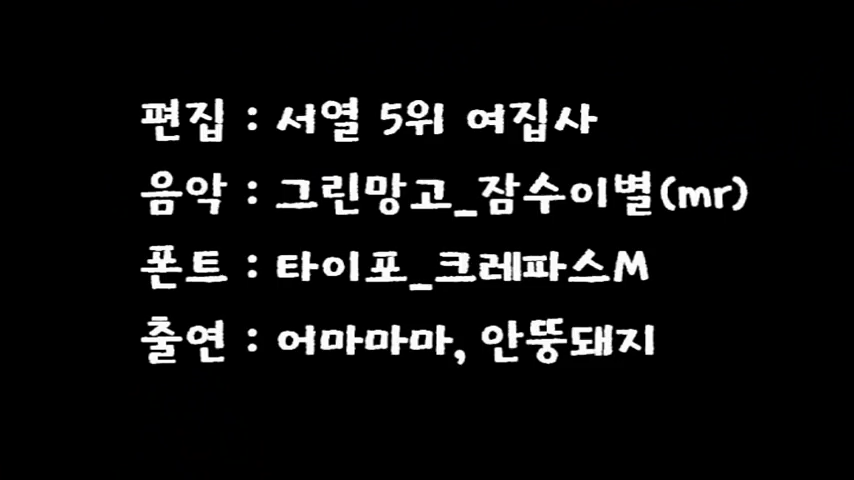 편집 : 서열 5위 여집사
음악 : 그린망고_잠수이별(mr)
폰트 : 타이포_크레파스M
출연 : 어마마마, 안뚱돼지